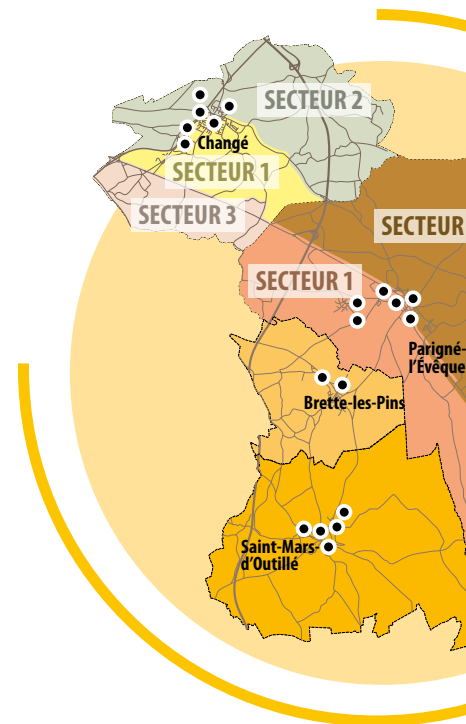 SECTEUR 2
Changé
SECTEUR 1
SECTEUR 3
SECTEUR
SECTEUR 1
Parigné-
l'Évêque
Brette-les-Pins
Saint-Mars-
d'Outillé